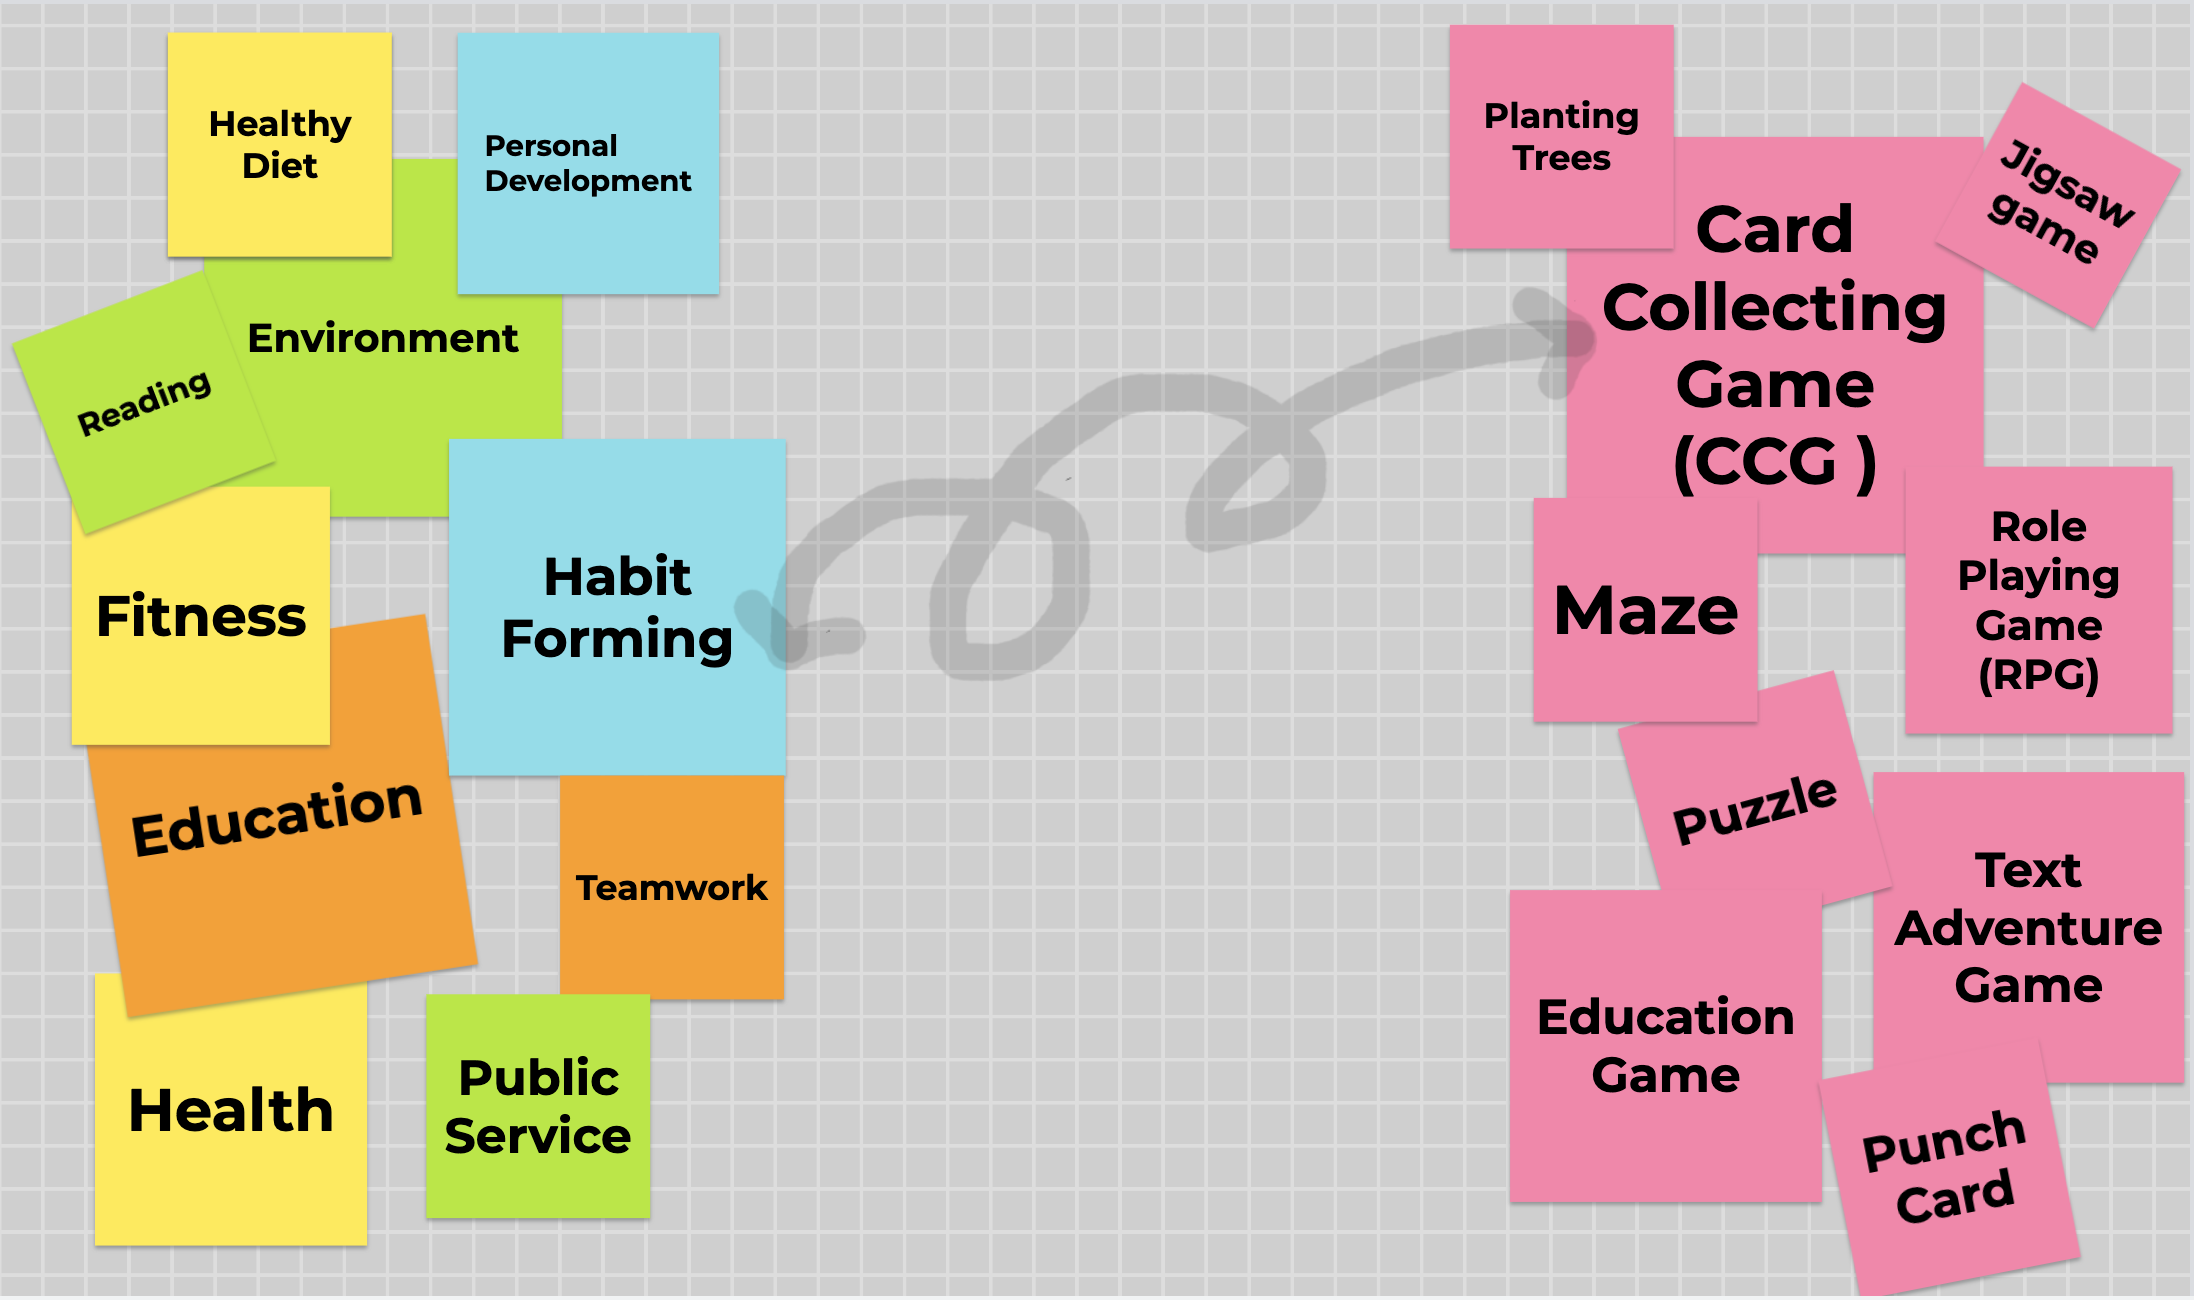 Healthy
Diet
Personal
Development
Environment
Reading
Habit
Forming
Fitness
Education
Teamwork
Health
Public
Service
Planting
Trees
Jigsaw
game
Card
Collecting
Game
(CCG )
Maze
Role
Playing
Game
(RPG)
Puzzle
Text
Adventure
Game
Education
Game
Punch
Card